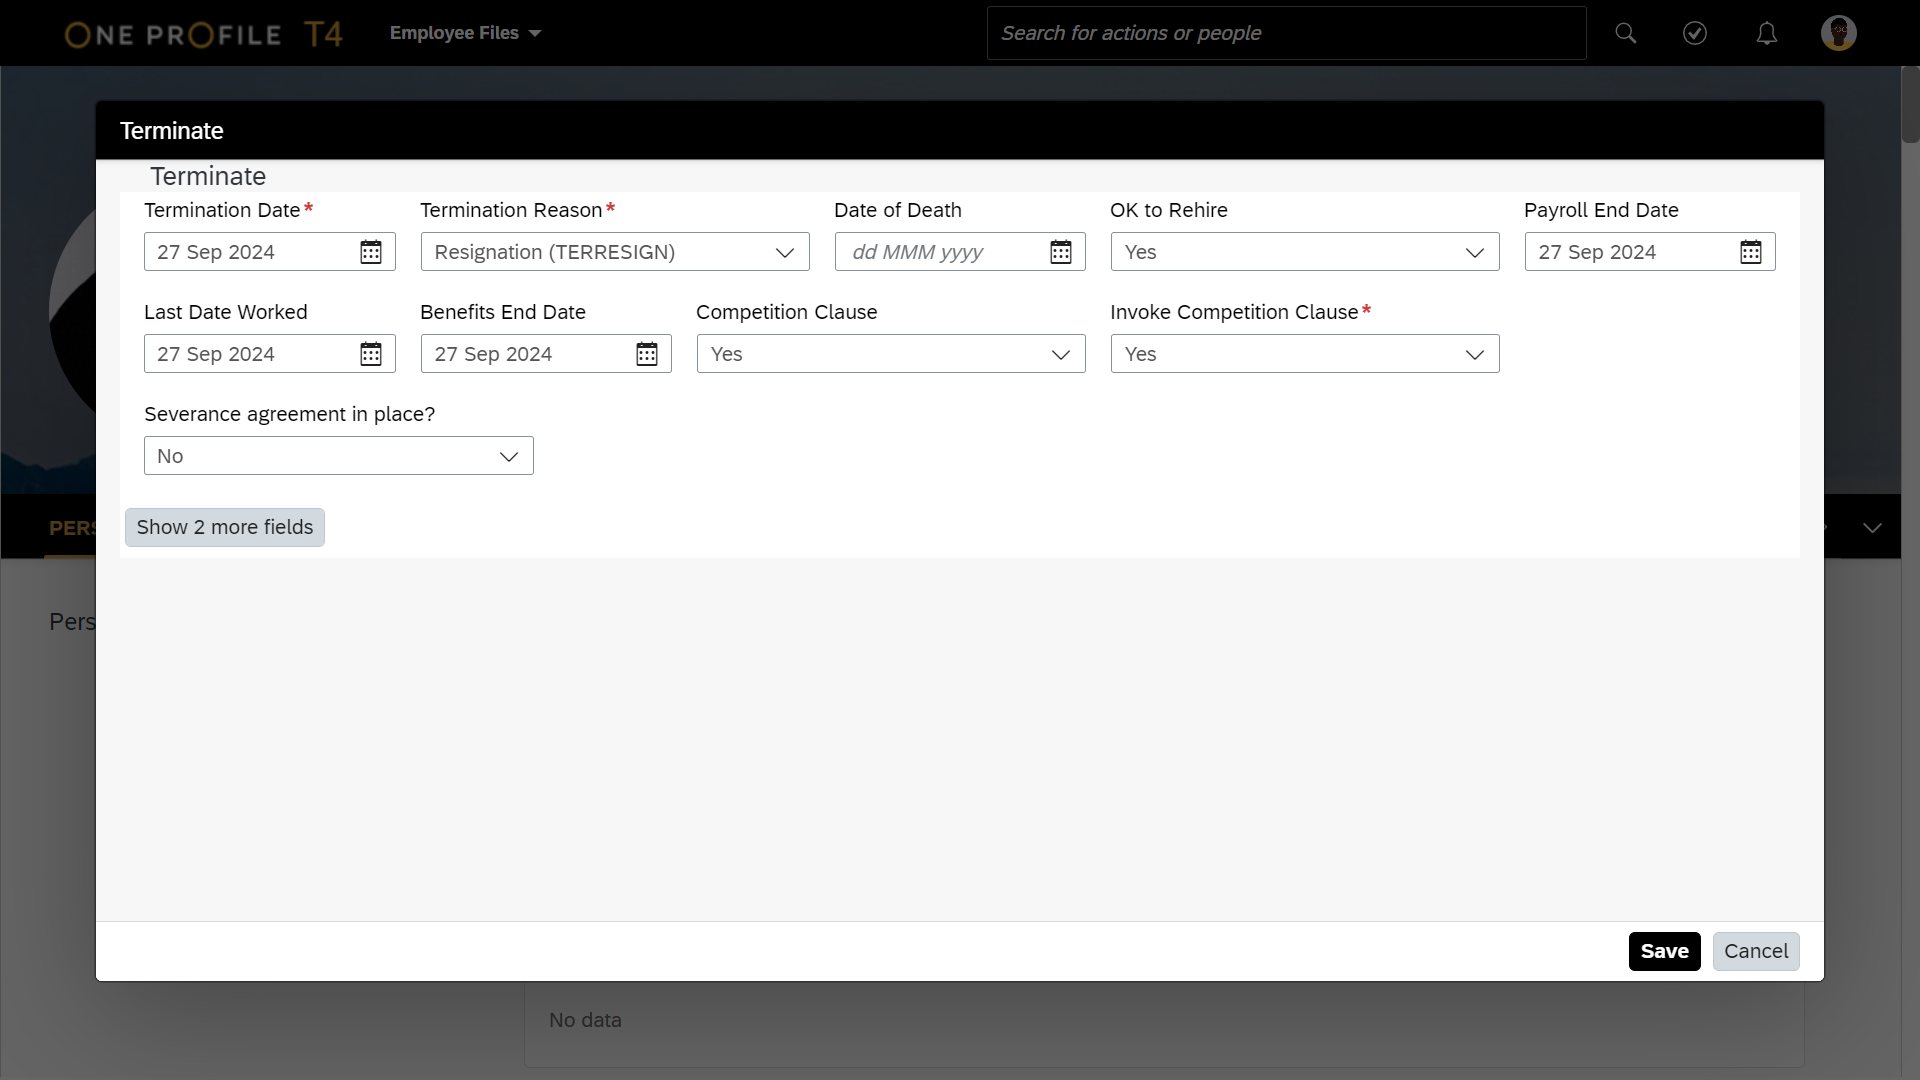 ONE PROFILE T4
Employee Files
Search for actions or people
Terminate
Terminate
Termination Date*
Termination Reason*
Date of Death
OK to Rehire
Payroll End Date
27 Sep 2024
Resignation (TERRESIGN)
dd MMM yyyy
Yes
27 Sep 2024
Last Date Worked
Benefits End Date
Competition Clause
Invoke Competition Clause*
27 Sep 2024
27 Sep 2024
Yes
Yes
Severance agreement in place?
No
Show 2 more fields
PERS
Pers
Save
Cancel
No data